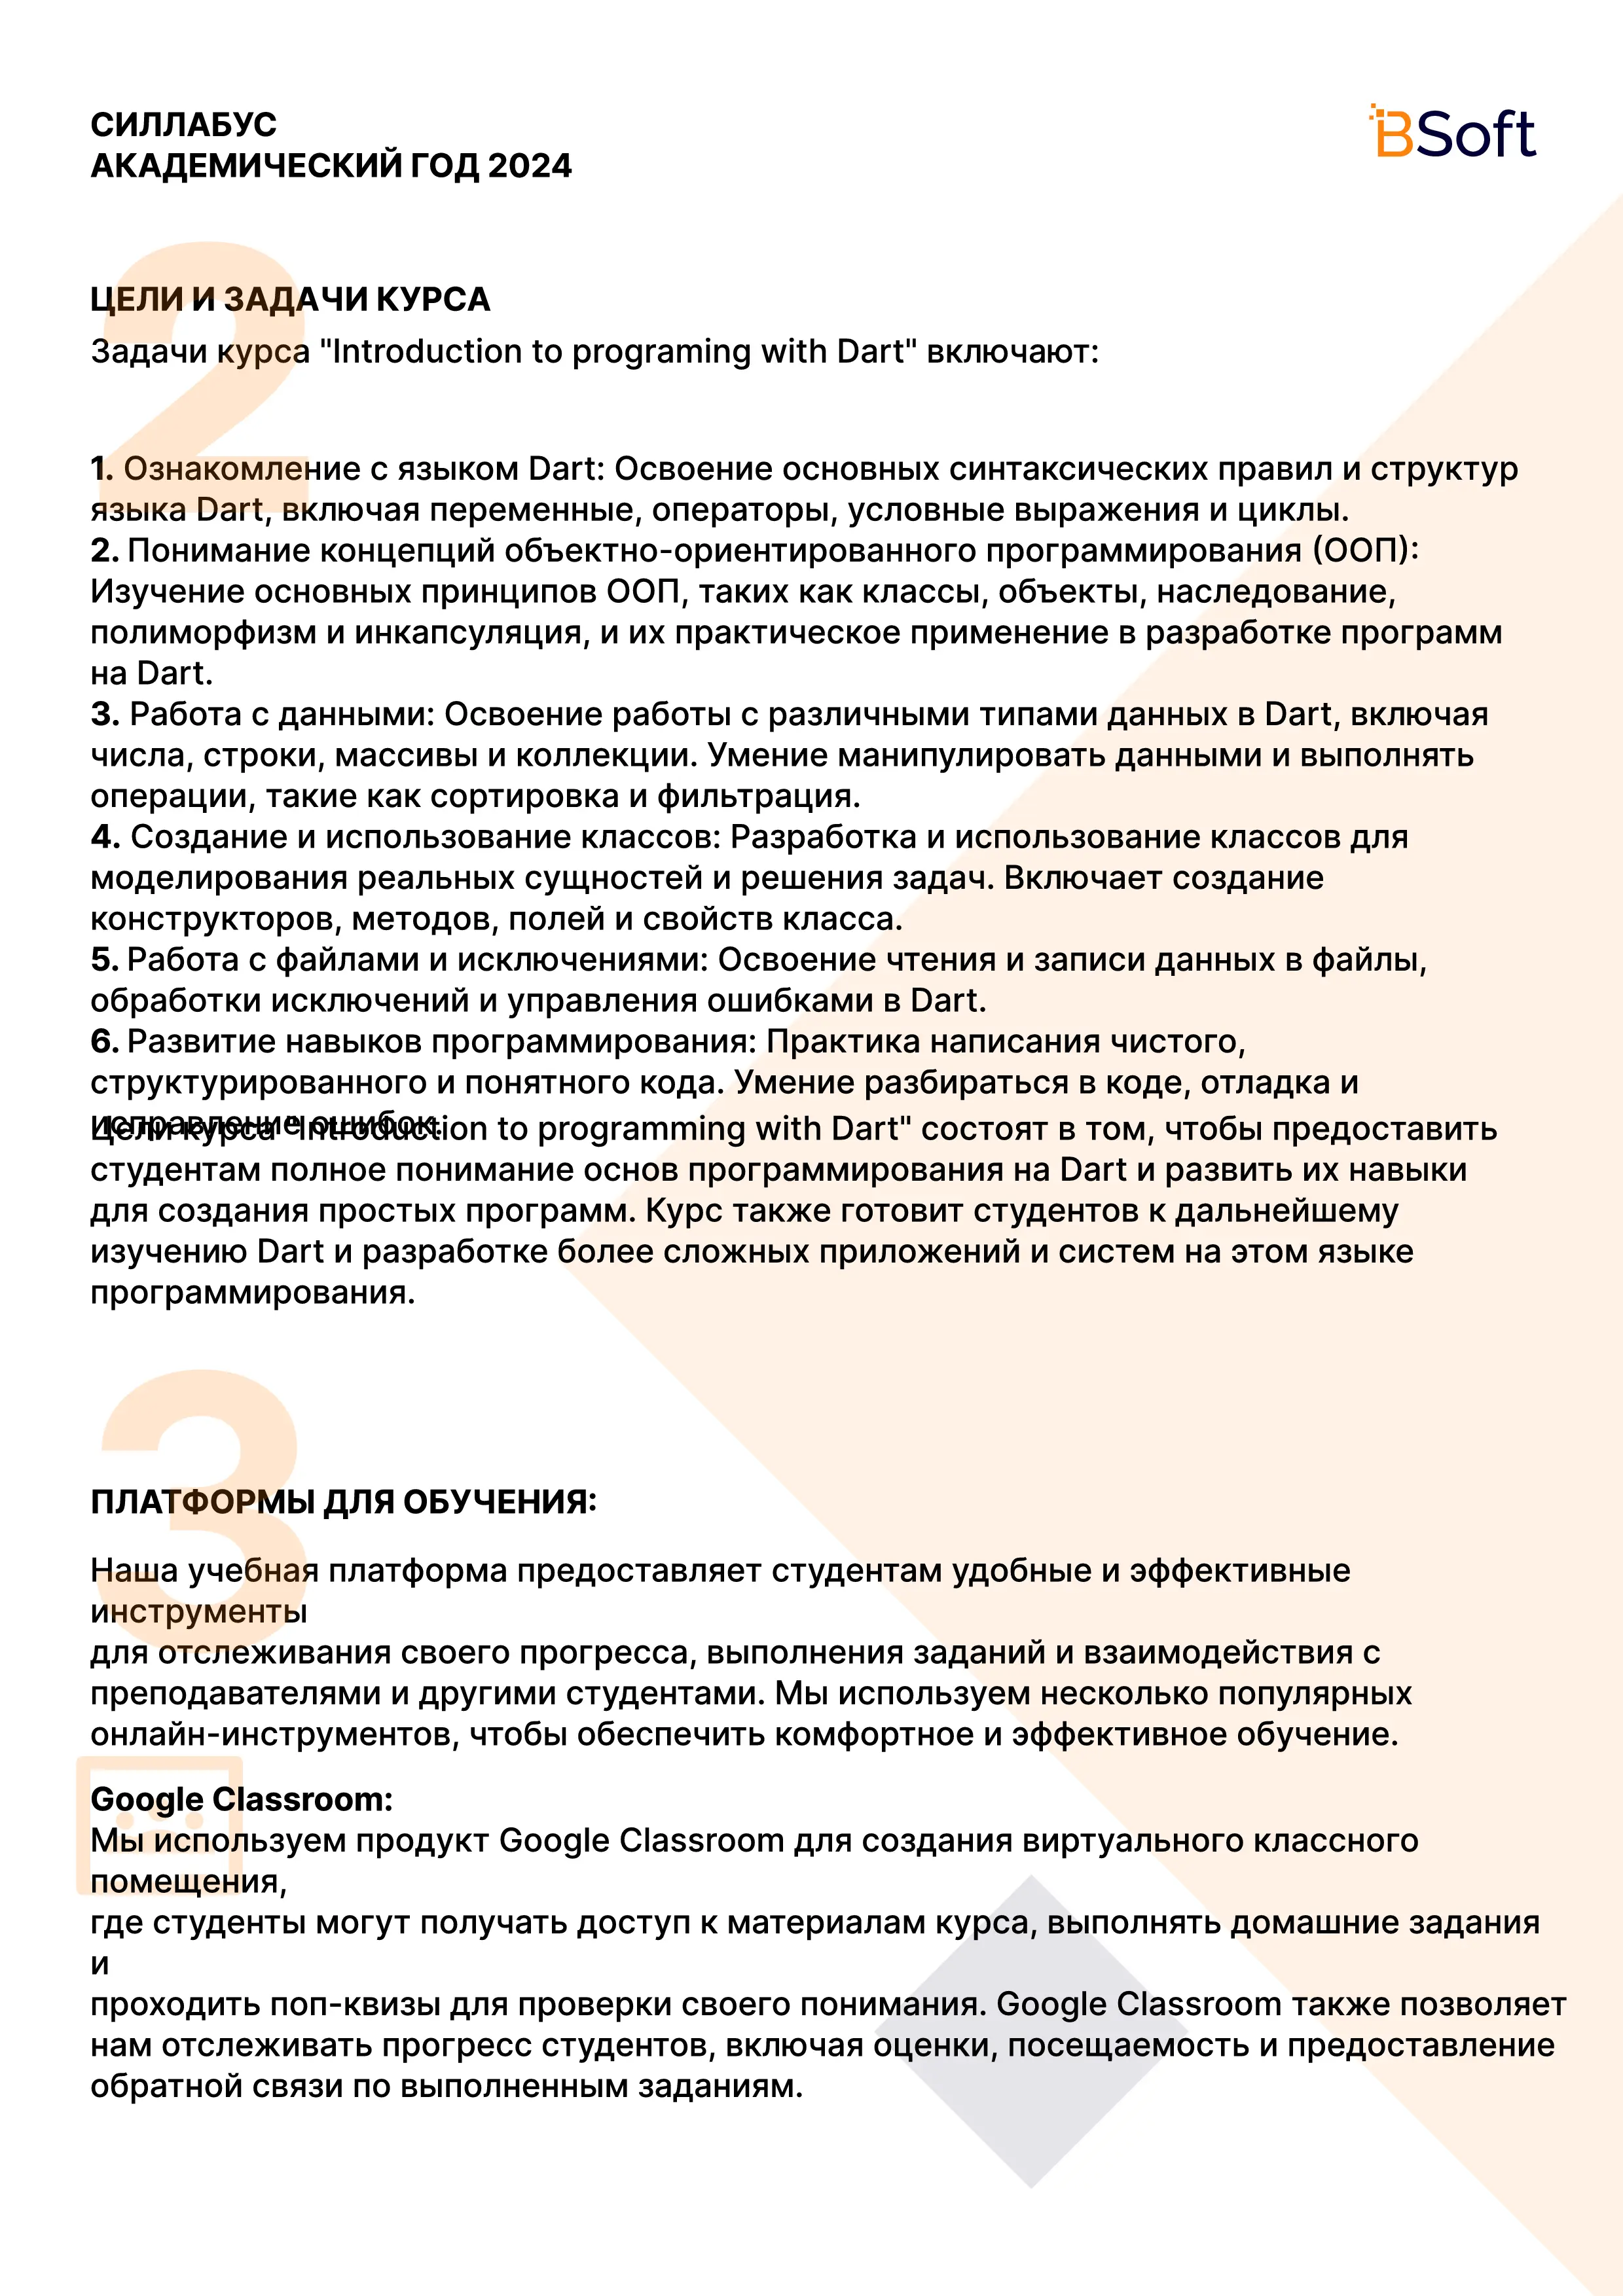 СИЛЛАБУС
АКАДЕМИЧЕСКИЙ ГОД 2024
BSoft
2
ЦЕЛИ И ЗАДАЧИ КУРСА
Задачи курса "Introduction to programing with Dart" включают:
1. Ознакомление с языком Dart: Освоение основных синтаксических правил и структур
языка Dart, включая переменные, операторы, условные выражения и циклы.
2. Понимание концепций объектно-ориентированного программирования (ООП):
Изучение основных принципов ООП, таких как классы, объекты, наследование,
полиморфизм и инкапсуляция, и их практическое применение в разработке программ
на Dart.
3. Работа с данными: Освоение работы с различными типами данных в Dart, включая
числа, строки, массивы и коллекции. Умение манипулировать данными и выполнять
операции, такие как сортировка и фильтрация.
4. Создание и использование классов: Разработка и использование классов для
моделирования реальных сущностей и решения задач. Включает создание
конструкторов, методов, полей и свойств класса.
5. Работа с файлами и исключениями: Освоение чтения и записи данных в файлы,
обработки исключений и управления ошибками в Dart.
6. Развитие навыков программирования: Практика написания чистого,
структурированного и понятного кода. Умение разбираться в коде, отладка и
исправление ошибок.
Цели курса "Introduction to programming with Dart" состоят в том, чтобы предоставить
студентам полное понимание основ программирования на Dart и развить их навыки
для создания простых программ. Курс также готовит студентов к дальнейшему
изучению Dart и разработке более сложных приложений и систем на этом языке
программирования.
3
ПЛАТФОРМЫ ДЛЯ ОБУЧЕНИЯ:
Наша учебная платформа предоставляет студентам удобные и эффективные
инструменты
для отслеживания своего прогресса, выполнения заданий и взаимодействия с
преподавателями и другими студентами. Мы используем несколько популярных
онлайн-инструментов, чтобы обеспечить комфортное и эффективное обучение.
Google Classroom:
Мы используем продукт Google Classroom для создания виртуального классного
помещения,
где студенты могут получать доступ к материалам курса, выполнять домашние задания
и
проходить поп-квизы для проверки своего понимания. Google Classroom также позволяет
нам отслеживать прогресс студентов, включая оценки, посещаемость и предоставление
обратной связи по выполненным заданиям.